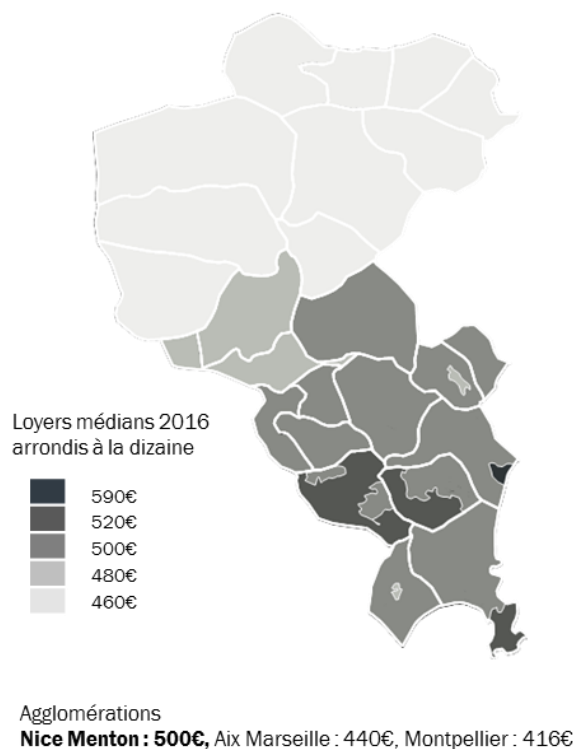 Loyers médians 2016
arrondis à la dizaine
590€
520€
500€
480€
460€
Agglomérations
Nice Menton : 500€, Aix Marseille : 440€, Montpellier : 416€